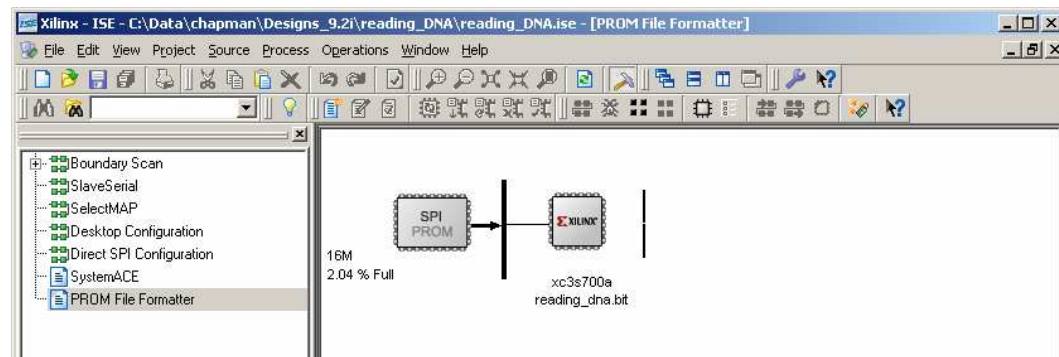 Xilinx - ISE - C:\Data\chapman\Designs_9.2i\reading_DNA\reading_DNA.ise - [PROM File Formatter]
File Edit View Project Source Process Operations Window Help
Boundary Scan
SlaveSerial
SelectMAP
Desktop Configuration
Direct SPI Configuration
SystemACE
PROM File Formatter
SPI
PROM
16M
2.04 % Full
XILINX
xc3s700a
reading_dna.bit